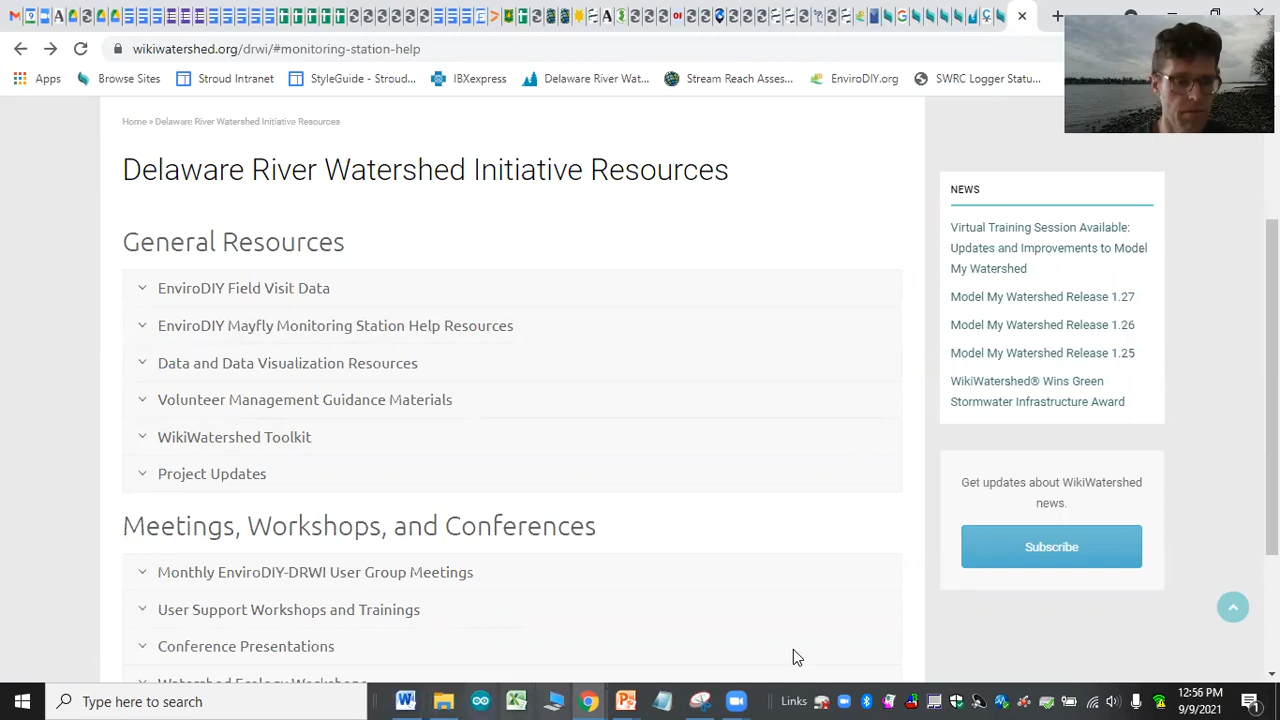 wikiwatershed.org/drwi/#monitoring-station-help
Apps
Browse Sites
Stroud Intranet
StyleGuide - Stroud...
IBXexpress
Delaware River Wat...
Stream Reach Asses...
EnviroDIY.org
SWRC Logger Statu...
Home » Delaware River Watershed Initiative Resources
Delaware River Watershed Initiative Resources
General Resources
EnviroDIY Field Visit Data
EnviroDIY Mayfly Monitoring Station Help Resources
Data and Data Visualization Resources
Volunteer Management Guidance Materials
WikiWatershed Toolkit
Project Updates
Meetings, Workshops, and Conferences
Monthly EnviroDIY-DRWI User Group Meetings
User Support Workshops and Trainings
Conference Presentations
Watershed Ecology Workshops
NEWS
Virtual Training Session Available:
Updates and Improvements to Model
My Watershed
Model My Watershed Release 1.27
Model My Watershed Release 1.26
Model My Watershed Release 1.25
WikiWatershed® Wins Green
Stormwater Infrastructure Award
Get updates about WikiWatershed
news.
Subscribe
Type here to search
Links
12:56 PM
9/9/2021